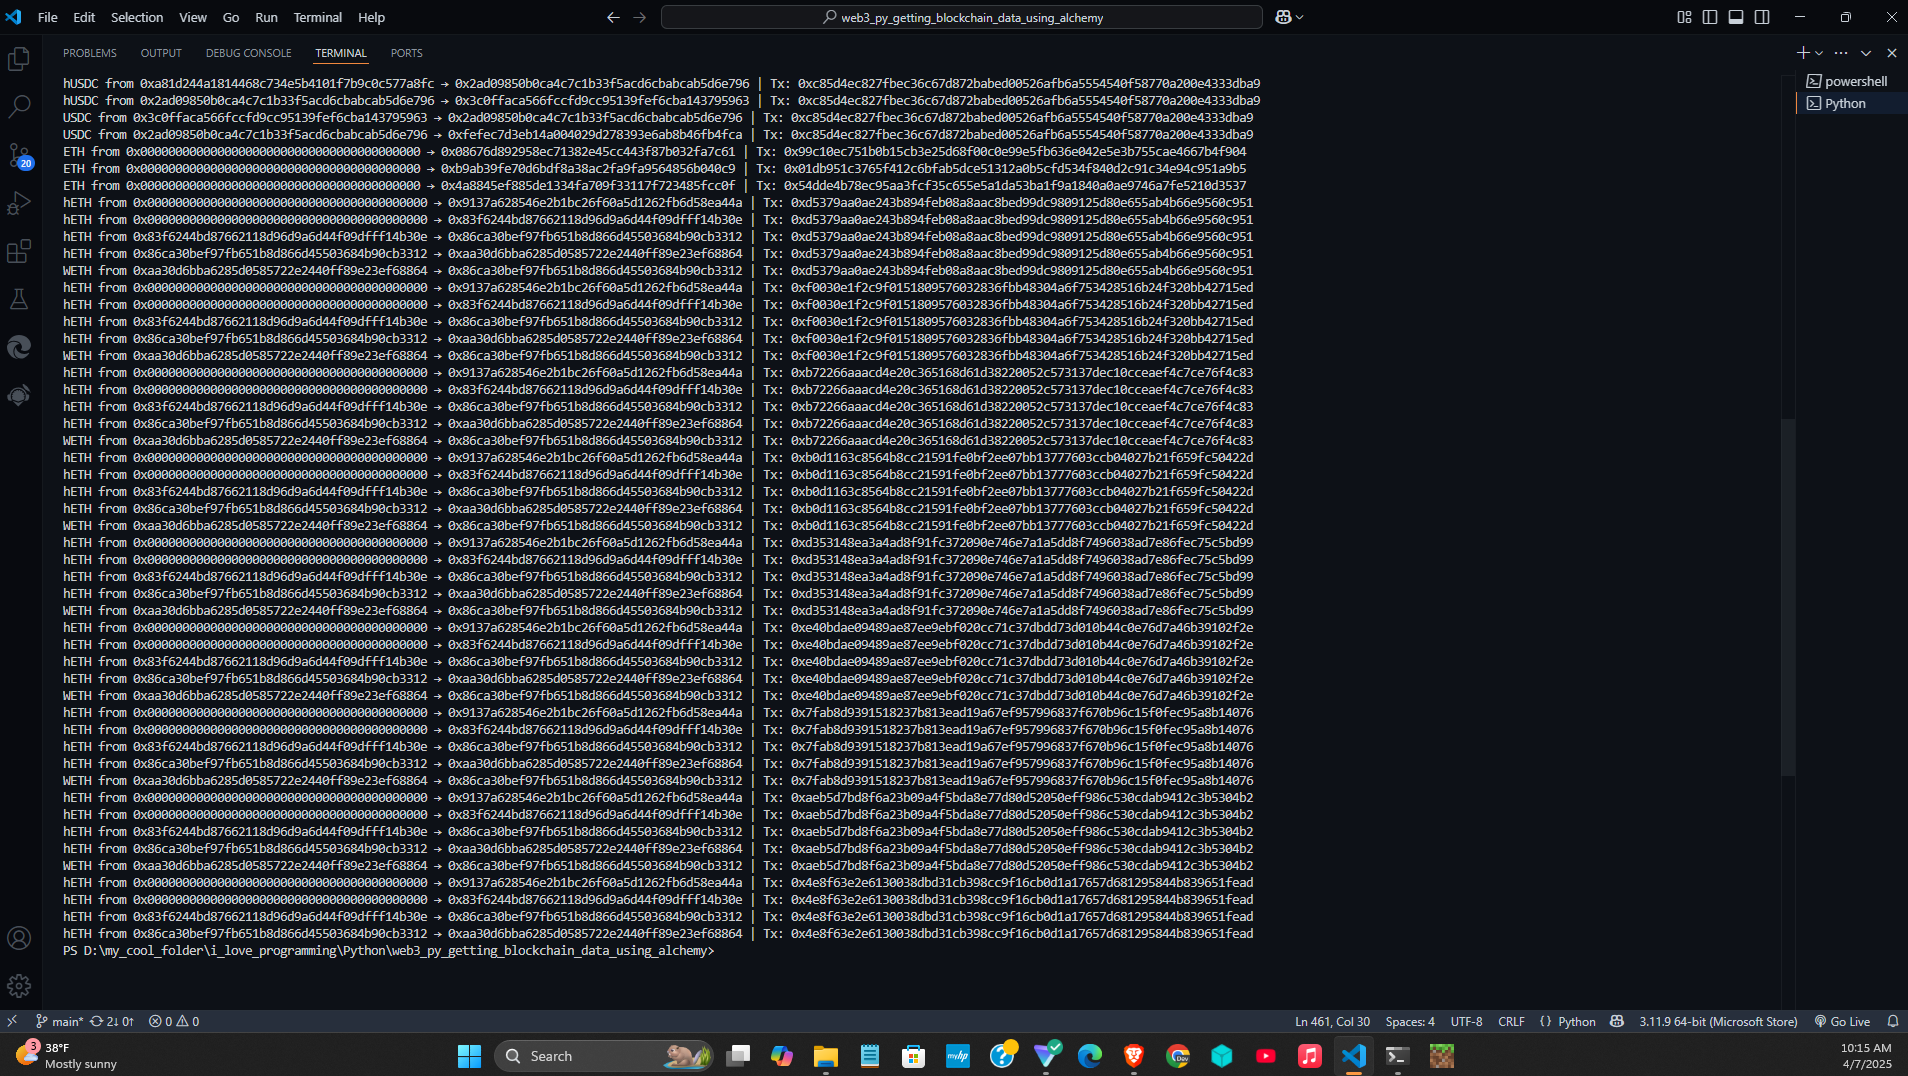 File Edit Selection View Go Run Terminal Help
web3_py_getting_blockchain_data_using_alchemy
PROBLEMS OUTPUT DEBUG CONSOLE TERMINAL PORTS
powershell
Python
hUSDC from 0xa81d244a1814468c734e5b4101f7b9c0c577a8fc → 0x2ad09850b0ca4c7c1b33f5acd6cbabcab5d6e796 | Tx: 0xc85d4ec827fbec36c67d872babed00526afb6a5554540f58770a200e4333dba9
hUSDC from 0x2ad09850b0ca4c7c1b33f5acd6cbabcab5d6e796 → 0x3c0ffaca566fccfd9cc95139fef6cba143795963 | Tx: 0xc85d4ec827fbec36c67d872babed00526afb6a5554540f58770a200e4333dba9
USDC from 0x3c0ffaca566fccfd9cc95139fef6cba143795963 → 0x2ad09850b0ca4c7c1b33f5acd6cbabcab5d6e796 | Tx: 0xc85d4ec827fbec36c67d872babed00526afb6a5554540f58770a200e4333dba9
USDC from 0x2ad09850b0ca4c7c1b33f5acd6cbabcab5d6e796 → 0xfefec7d3eb14a004029d278393e6ab8b46fb4fca | Tx: 0xc85d4ec827fbec36c67d872babed00526afb6a5554540f58770a200e4333dba9
ETH from 0x0000000000000000000000000000000000000000 → 0x08676d892958ec71382e45cc443f87b032fa7c61 | Tx: 0x99c10ec751b0b15cb3e25d68f00c0e99e5fb636e042e5e3b755cae4667b4f904
ETH from 0x0000000000000000000000000000000000000000 → 0xb9ab39fe70d6bdf8a38ac2fa9fa9564856b040c9 | Tx: 0x01db951c3765f412c6bfab5dce51312a0b5cfd534f840d2c91c34e94c951a9b5
ETH from 0x0000000000000000000000000000000000000000 → 0x4a8845ef885de1334fa709f33117f723485fcc0f | Tx: 0x54dde4b78ec95aa3fcf35c655e5a1da53ba1f9a1840a0ae9746a7fe5210d3537
hETH from 0x0000000000000000000000000000000000000000 → 0x9137a628546e2b1bc26f60a5d1262fb6d58ea44a | Tx: 0xd5379aa0ae243b894feb08a8aac8bed99dc9809125d80e655ab4b66e9560c951
hETH from 0x0000000000000000000000000000000000000000 → 0x83f6244bd87662118d96d9a6d44f09dfff14b30e | Tx: 0xd5379aa0ae243b894feb08a8aac8bed99dc9809125d80e655ab4b66e9560c951
hETH from 0x83f6244bd87662118d96d9a6d44f09dfff14b30e → 0x86ca30bef97fb651b8d866d45503684b90cb3312 | Tx: 0xd5379aa0ae243b894feb08a8aac8bed99dc9809125d80e655ab4b66e9560c951
hETH from 0x86ca30bef97fb651b8d866d45503684b90cb3312 → 0xaa30d6bba6285d0585722e2440ff89e23ef68864 | Tx: 0xd5379aa0ae243b894feb08a8aac8bed99dc9809125d80e655ab4b66e9560c951
WETH from 0xaa30d6bba6285d0585722e2440ff89e23ef68864 → 0x86ca30bef97fb651b8d866d45503684b90cb3312 | Tx: 0xd5379aa0ae243b894feb08a8aac8bed99dc9809125d80e655ab4b66e9560c951
hETH from 0x0000000000000000000000000000000000000000 → 0x9137a628546e2b1bc26f60a5d1262fb6d58ea44a | Tx: 0xf0030e1f2c9f0151809576032836fbb48304a6f753428516b24f320bb42715ed
hETH from 0x0000000000000000000000000000000000000000 → 0x83f6244bd87662118d96d9a6d44f09dfff14b30e | Tx: 0xf0030e1f2c9f0151809576032836fbb48304a6f753428516b24f320bb42715ed
hETH from 0x83f6244bd87662118d96d9a6d44f09dfff14b30e → 0x86ca30bef97fb651b8d866d45503684b90cb3312 | Tx: 0xf0030e1f2c9f0151809576032836fbb48304a6f753428516b24f320bb42715ed
hETH from 0x86ca30bef97fb651b8d866d45503684b90cb3312 → 0xaa30d6bba6285d0585722e2440ff89e23ef68864 | Tx: 0xf0030e1f2c9f0151809576032836fbb48304a6f753428516b24f320bb42715ed
WETH from 0xaa30d6bba6285d0585722e2440ff89e23ef68864 → 0x86ca30bef97fb651b8d866d45503684b90cb3312 | Tx: 0xf0030e1f2c9f0151809576032836fbb48304a6f753428516b24f320bb42715ed
hETH from 0x0000000000000000000000000000000000000000 → 0x9137a628546e2b1bc26f60a5d1262fb6d58ea44a | Tx: 0xb72266aaacd4e20c365168d61d38220052c573137dec10cceaef4c7ce76f4c83
hETH from 0x0000000000000000000000000000000000000000 → 0x83f6244bd87662118d96d9a6d44f09dfff14b30e | Tx: 0xb72266aaacd4e20c365168d61d38220052c573137dec10cceaef4c7ce76f4c83
hETH from 0x83f6244bd87662118d96d9a6d44f09dfff14b30e → 0x86ca30bef97fb651b8d866d45503684b90cb3312 | Tx: 0xb72266aaacd4e20c365168d61d38220052c573137dec10cceaef4c7ce76f4c83
hETH from 0x86ca30bef97fb651b8d866d45503684b90cb3312 → 0xaa30d6bba6285d0585722e2440ff89e23ef68864 | Tx: 0xb72266aaacd4e20c365168d61d38220052c573137dec10cceaef4c7ce76f4c83
WETH from 0xaa30d6bba6285d0585722e2440ff89e23ef68864 → 0x86ca30bef97fb651b8d866d45503684b90cb3312 | Tx: 0xb72266aaacd4e20c365168d61d38220052c573137dec10cceaef4c7ce76f4c83
hETH from 0x0000000000000000000000000000000000000000 → 0x9137a628546e2b1bc26f60a5d1262fb6d58ea44a | Tx: 0xb0d1163c8564b8cc21591fe0bf2ee07bb13777603ccb04027b21f659fc50422d
hETH from 0x0000000000000000000000000000000000000000 → 0x83f6244bd87662118d96d9a6d44f09dfff14b30e | Tx: 0xb0d1163c8564b8cc21591fe0bf2ee07bb13777603ccb04027b21f659fc50422d
hETH from 0x83f6244bd87662118d96d9a6d44f09dfff14b30e → 0x86ca30bef97fb651b8d866d45503684b90cb3312 | Tx: 0xb0d1163c8564b8cc21591fe0bf2ee07bb13777603ccb04027b21f659fc50422d
hETH from 0x86ca30bef97fb651b8d866d45503684b90cb3312 → 0xaa30d6bba6285d0585722e2440ff89e23ef68864 | Tx: 0xb0d1163c8564b8cc21591fe0bf2ee07bb13777603ccb04027b21f659fc50422d
WETH from 0xaa30d6bba6285d0585722e2440ff89e23ef68864 → 0x86ca30bef97fb651b8d866d45503684b90cb3312 | Tx: 0xb0d1163c8564b8cc21591fe0bf2ee07bb13777603ccb04027b21f659fc50422d
hETH from 0x0000000000000000000000000000000000000000 → 0x9137a628546e2b1bc26f60a5d1262fb6d58ea44a | Tx: 0xd353148ea3a4ad8f91fc372090e746e7a1a5dd8f7496038ad7e86fec75c5bd99
hETH from 0x0000000000000000000000000000000000000000 → 0x83f6244bd87662118d96d9a6d44f09dfff14b30e | Tx: 0xd353148ea3a4ad8f91fc372090e746e7a1a5dd8f7496038ad7e86fec75c5bd99
hETH from 0x83f6244bd87662118d96d9a6d44f09dfff14b30e → 0x86ca30bef97fb651b8d866d45503684b90cb3312 | Tx: 0xd353148ea3a4ad8f91fc372090e746e7a1a5dd8f7496038ad7e86fec75c5bd99
hETH from 0x86ca30bef97fb651b8d866d45503684b90cb3312 → 0xaa30d6bba6285d0585722e2440ff89e23ef68864 | Tx: 0xd353148ea3a4ad8f91fc372090e746e7a1a5dd8f7496038ad7e86fec75c5bd99
WETH from 0xaa30d6bba6285d0585722e2440ff89e23ef68864 → 0x86ca30bef97fb651b8d866d45503684b90cb3312 | Tx: 0xd353148ea3a4ad8f91fc372090e746e7a1a5dd8f7496038ad7e86fec75c5bd99
hETH from 0x0000000000000000000000000000000000000000 → 0x9137a628546e2b1bc26f60a5d1262fb6d58ea44a | Tx: 0xe40bdae09489ae87ee9ebf020cc71c37dbdd73d010b44c0e76d7a46b39102f2e
hETH from 0x0000000000000000000000000000000000000000 → 0x83f6244bd87662118d96d9a6d44f09dfff14b30e | Tx: 0xe40bdae09489ae87ee9ebf020cc71c37dbdd73d010b44c0e76d7a46b39102f2e
hETH from 0x83f6244bd87662118d96d9a6d44f09dfff14b30e → 0x86ca30bef97fb651b8d866d45503684b90cb3312 | Tx: 0xe40bdae09489ae87ee9ebf020cc71c37dbdd73d010b44c0e76d7a46b39102f2e
hETH from 0x86ca30bef97fb651b8d866d45503684b90cb3312 → 0xaa30d6bba6285d0585722e2440ff89e23ef68864 | Tx: 0xe40bdae09489ae87ee9ebf020cc71c37dbdd73d010b44c0e76d7a46b39102f2e
WETH from 0xaa30d6bba6285d0585722e2440ff89e23ef68864 → 0x86ca30bef97fb651b8d866d45503684b90cb3312 | Tx: 0xe40bdae09489ae87ee9ebf020cc71c37dbdd73d010b44c0e76d7a46b39102f2e
hETH from 0x0000000000000000000000000000000000000000 → 0x9137a628546e2b1bc26f60a5d1262fb6d58ea44a | Tx: 0x7fab8d9391518237b813ead19a67ef957996837f670b96c15f0fec95a8b14076
hETH from 0x0000000000000000000000000000000000000000 → 0x83f6244bd87662118d96d9a6d44f09dfff14b30e | Tx: 0x7fab8d9391518237b813ead19a67ef957996837f670b96c15f0fec95a8b14076
hETH from 0x83f6244bd87662118d96d9a6d44f09dfff14b30e → 0x86ca30bef97fb651b8d866d45503684b90cb3312 | Tx: 0x7fab8d9391518237b813ead19a67ef957996837f670b96c15f0fec95a8b14076
hETH from 0x86ca30bef97fb651b8d866d45503684b90cb3312 → 0xaa30d6bba6285d0585722e2440ff89e23ef68864 | Tx: 0x7fab8d9391518237b813ead19a67ef957996837f670b96c15f0fec95a8b14076
WETH from 0xaa30d6bba6285d0585722e2440ff89e23ef68864 → 0x86ca30bef97fb651b8d866d45503684b90cb3312 | Tx: 0x7fab8d9391518237b813ead19a67ef957996837f670b96c15f0fec95a8b14076
hETH from 0x0000000000000000000000000000000000000000 → 0x9137a628546e2b1bc26f60a5d1262fb6d58ea44a | Tx: 0xaeb5d7bd8f6a23b09a4f5bda8e77d80d52050eff986c530cdab9412c3b5304b2
hETH from 0x0000000000000000000000000000000000000000 → 0x83f6244bd87662118d96d9a6d44f09dfff14b30e | Tx: 0xaeb5d7bd8f6a23b09a4f5bda8e77d80d52050eff986c530cdab9412c3b5304b2
hETH from 0x83f6244bd87662118d96d9a6d44f09dfff14b30e → 0x86ca30bef97fb651b8d866d45503684b90cb3312 | Tx: 0xaeb5d7bd8f6a23b09a4f5bda8e77d80d52050eff986c530cdab9412c3b5304b2
hETH from 0x86ca30bef97fb651b8d866d45503684b90cb3312 → 0xaa30d6bba6285d0585722e2440ff89e23ef68864 | Tx: 0xaeb5d7bd8f6a23b09a4f5bda8e77d80d52050eff986c530cdab9412c3b5304b2
WETH from 0xaa30d6bba6285d0585722e2440ff89e23ef68864 → 0x86ca30bef97fb651b8d866d45503684b90cb3312 | Tx: 0xaeb5d7bd8f6a23b09a4f5bda8e77d80d52050eff986c530cdab9412c3b5304b2
hETH from 0x0000000000000000000000000000000000000000 → 0x9137a628546e2b1bc26f60a5d1262fb6d58ea44a | Tx: 0x4e8f63e2e6130038dbd31cb398cc9f16cb0d1a17657d681295844b839651fead
hETH from 0x0000000000000000000000000000000000000000 → 0x83f6244bd87662118d96d9a6d44f09dfff14b30e | Tx: 0x4e8f63e2e6130038dbd31cb398cc9f16cb0d1a17657d681295844b839651fead
hETH from 0x83f6244bd87662118d96d9a6d44f09dfff14b30e → 0x86ca30bef97fb651b8d866d45503684b90cb3312 | Tx: 0x4e8f63e2e6130038dbd31cb398cc9f16cb0d1a17657d681295844b839651fead
hETH from 0x86ca30bef97fb651b8d866d45503684b90cb3312 → 0xaa30d6bba6285d0585722e2440ff89e23ef68864 | Tx: 0x4e8f63e2e6130038dbd31cb398cc9f16cb0d1a17657d681295844b839651fead
PS D:\my_cool_folder\i_love_programming\Python\web3_py_getting_blockchain_data_using_alchemy>
20
main* 2↓ 0↑ 0 0 Ln 461, Col 30 Spaces: 4 UTF-8 CRLF {} Python 3.11.9 64-bit (Microsoft Store) Go Live
3
38°F
Mostly sunny
Search
myhp
Dev
10:15 AM
4/7/2025